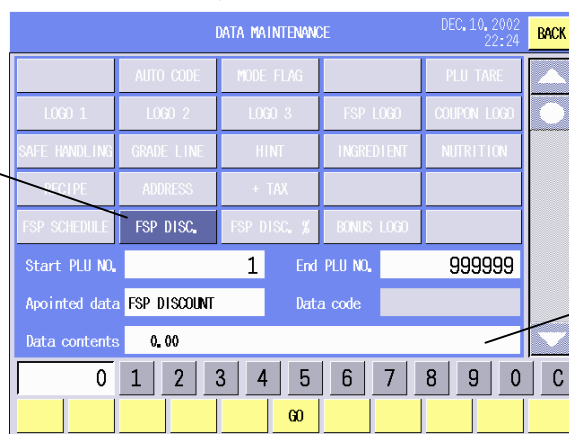 DATA MAINTENANCE DEC.10.2002 BACK
22:24
AUTO CODE MODE FLAG PLU TARE
LOGO 1 LOGO 2 LOGO 3 FSP LOGO COUPON LOGO
SAFE HANDLING GRADE LINE HINT INGREDIENT NUTRITION
RECIPE ADDRESS + TAX
FSP SCHEDULE FSP DISC. FSP DISC. % BONUS LOGO
Start PLU NO. 1 End PLU NO. 999999
Apointed data FSP DISCOUNT Data code
Data contents 0.00
0 1 2 3 4 5 6 7 8 9 0 C
GO